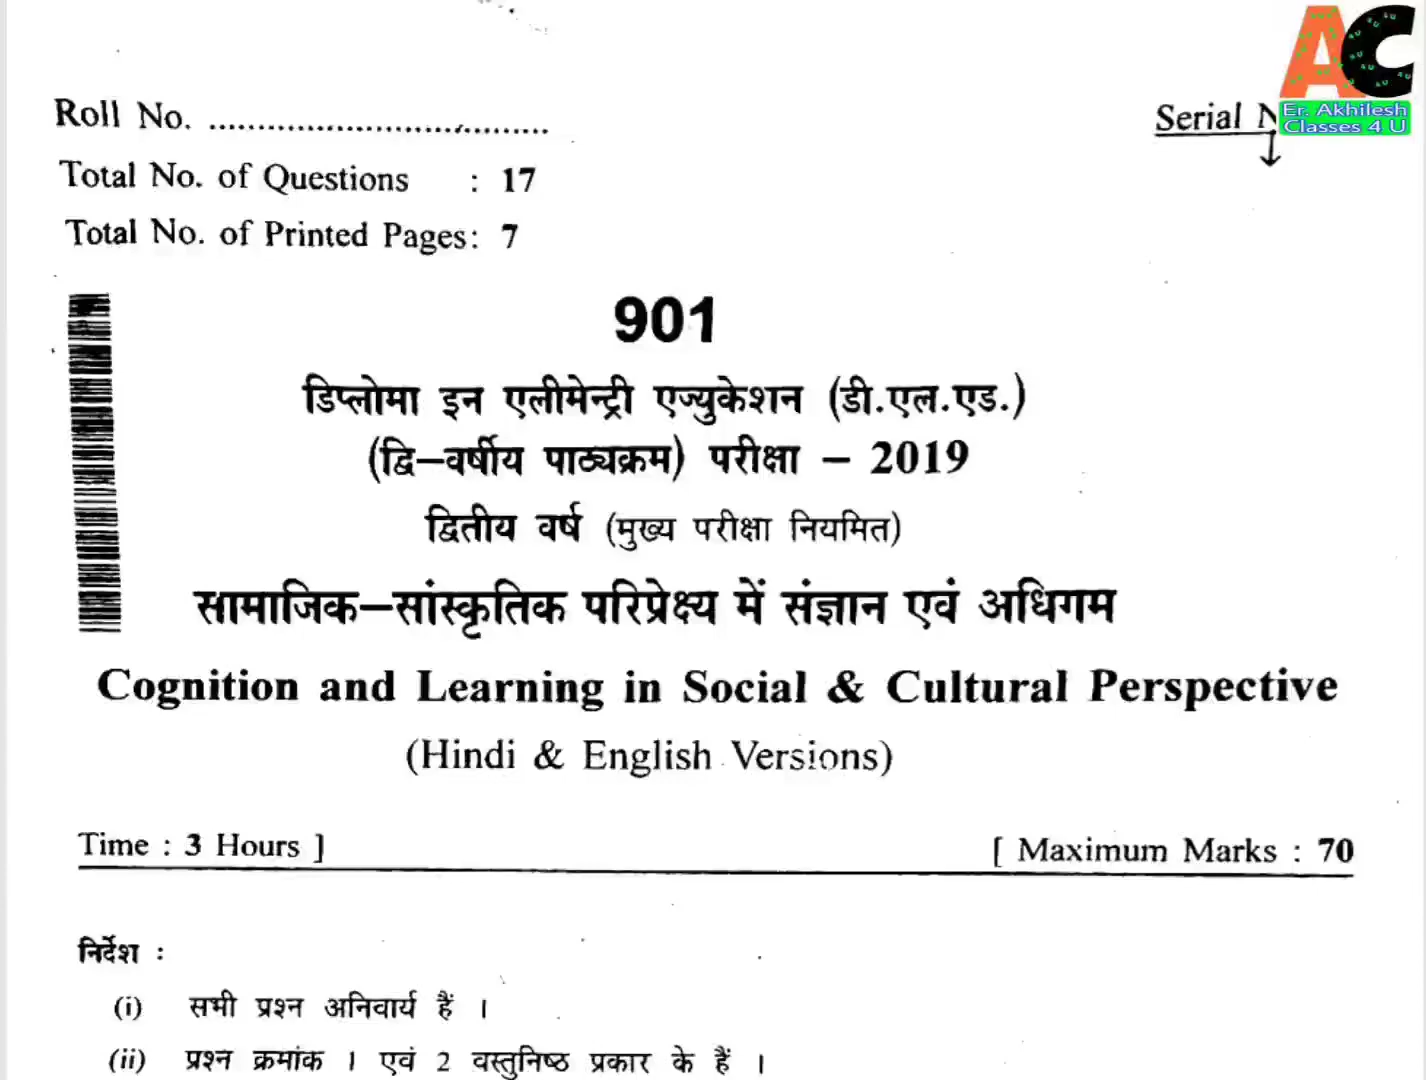 AC
Er. Akhilesh
Classes 4 U
Roll No. ..................................
Serial
Total No. of Questions : 17
Total No. of Printed Pages: 7
901
डिप्लोमा इन एलीमेन्ट्री एज्युकेशन (डी.एल.एड.)
(द्वि–वर्षीय पाठ्यक्रम) परीक्षा – 2019
द्वितीय वर्ष (मुख्य परीक्षा नियमित)
सामाजिक–सांस्कृतिक परिप्रेक्ष्य में संज्ञान एवं अधिगम
Cognition and Learning in Social & Cultural Perspective
(Hindi & English Versions)
Time : 3 Hours ] [ Maximum Marks : 70
निर्देश :
(i) सभी प्रश्न अनिवार्य हैं ।
(ii) प्रश्न क्रमांक 1 एवं 2 वस्तुनिष्ठ प्रकार के हैं ।